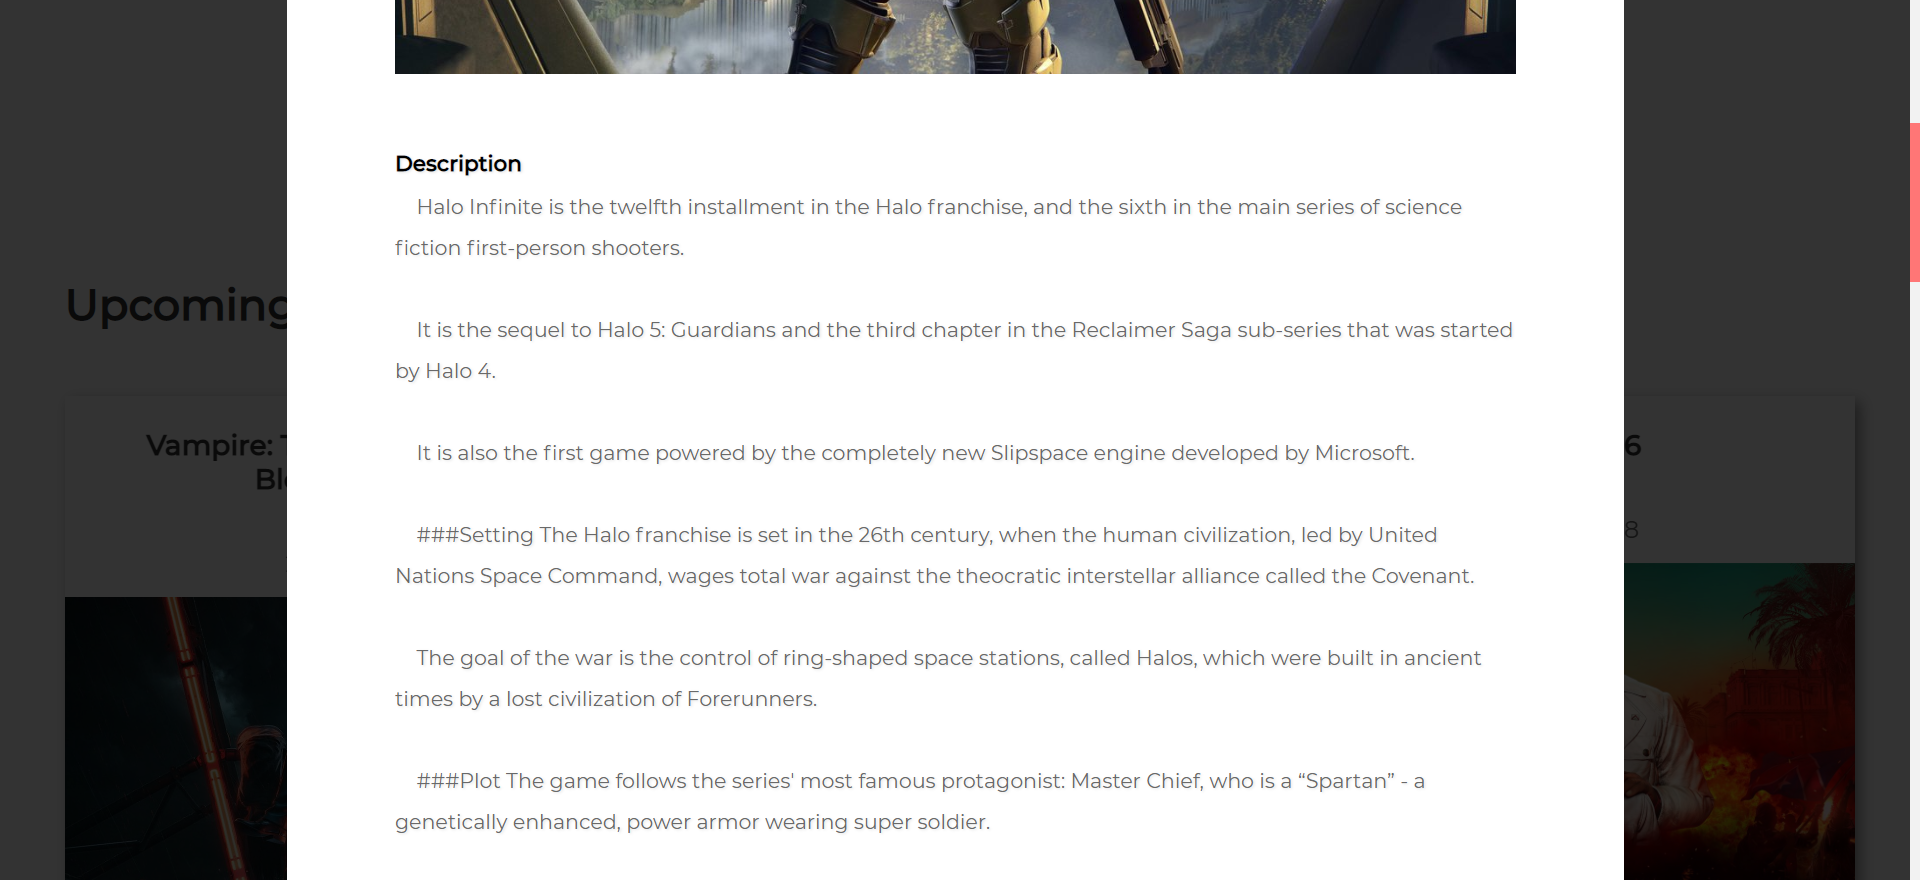 Description
Halo Infinite is the twelfth installment in the Halo franchise, and the sixth in the main series of science
fiction first-person shooters.
It is the sequel to Halo 5: Guardians and the third chapter in the Reclaimer Saga sub-series that was started
by Halo 4.
It is also the first game powered by the completely new Slipspace engine developed by Microsoft.
###Setting The Halo franchise is set in the 26th century, when the human civilization, led by United
Nations Space Command, wages total war against the theocratic interstellar alliance called the Covenant.
The goal of the war is the control of ring-shaped space stations, called Halos, which were built in ancient
times by a lost civilization of Forerunners.
###Plot The game follows the series' most famous protagonist: Master Chief, who is a “Spartan” - a
genetically enhanced, power armor wearing super soldier.
Upcoming
Vampire:
6
8